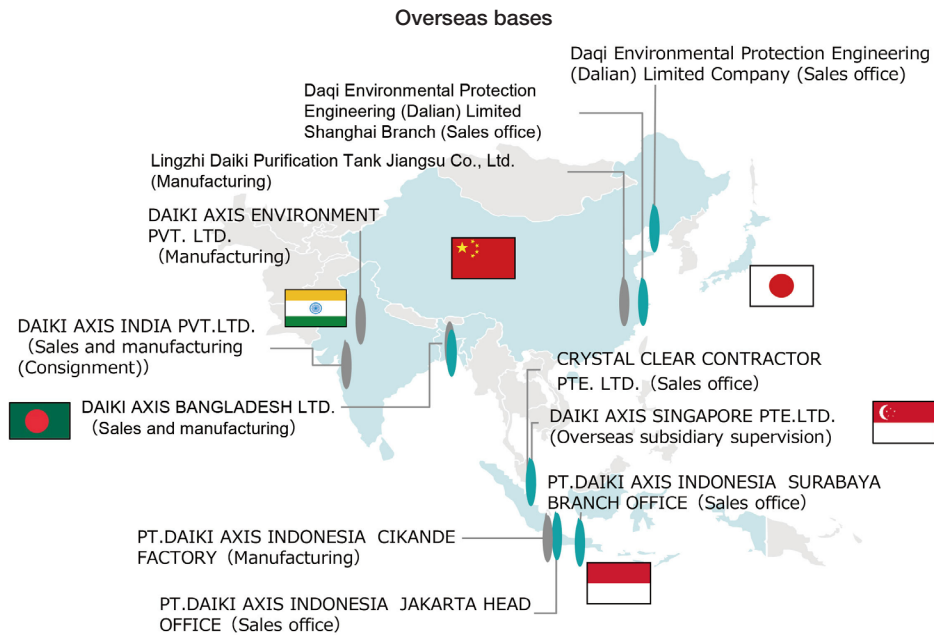 Overseas bases
Daqi Environmental Protection Engineering
(Dalian) Limited Company (Sales office)
Daqi Environmental Protection
Engineering (Dalian) Limited
Shanghai Branch (Sales office)
Lingzhi Daiki Purification Tank Jiangsu Co., Ltd.
(Manufacturing)
DAIKI AXIS ENVIRONMENT
PVT. LTD.
（Manufacturing）
DAIKI AXIS INDIA PVT.LTD.
（Sales and manufacturing
(Consignment)）
DAIKI AXIS BANGLADESH LTD.
（Sales and manufacturing）
CRYSTAL CLEAR CONTRACTOR
PTE. LTD.（Sales office）
DAIKI AXIS SINGAPORE PTE.LTD.
(Overseas subsidiary supervision)
PT.DAIKI AXIS INDONESIA SURABAYA
BRANCH OFFICE（Sales office）
PT.DAIKI AXIS INDONESIA CIKANDE
FACTORY（Manufacturing）
PT.DAIKI AXIS INDONESIA JAKARTA HEAD
OFFICE（Sales office）